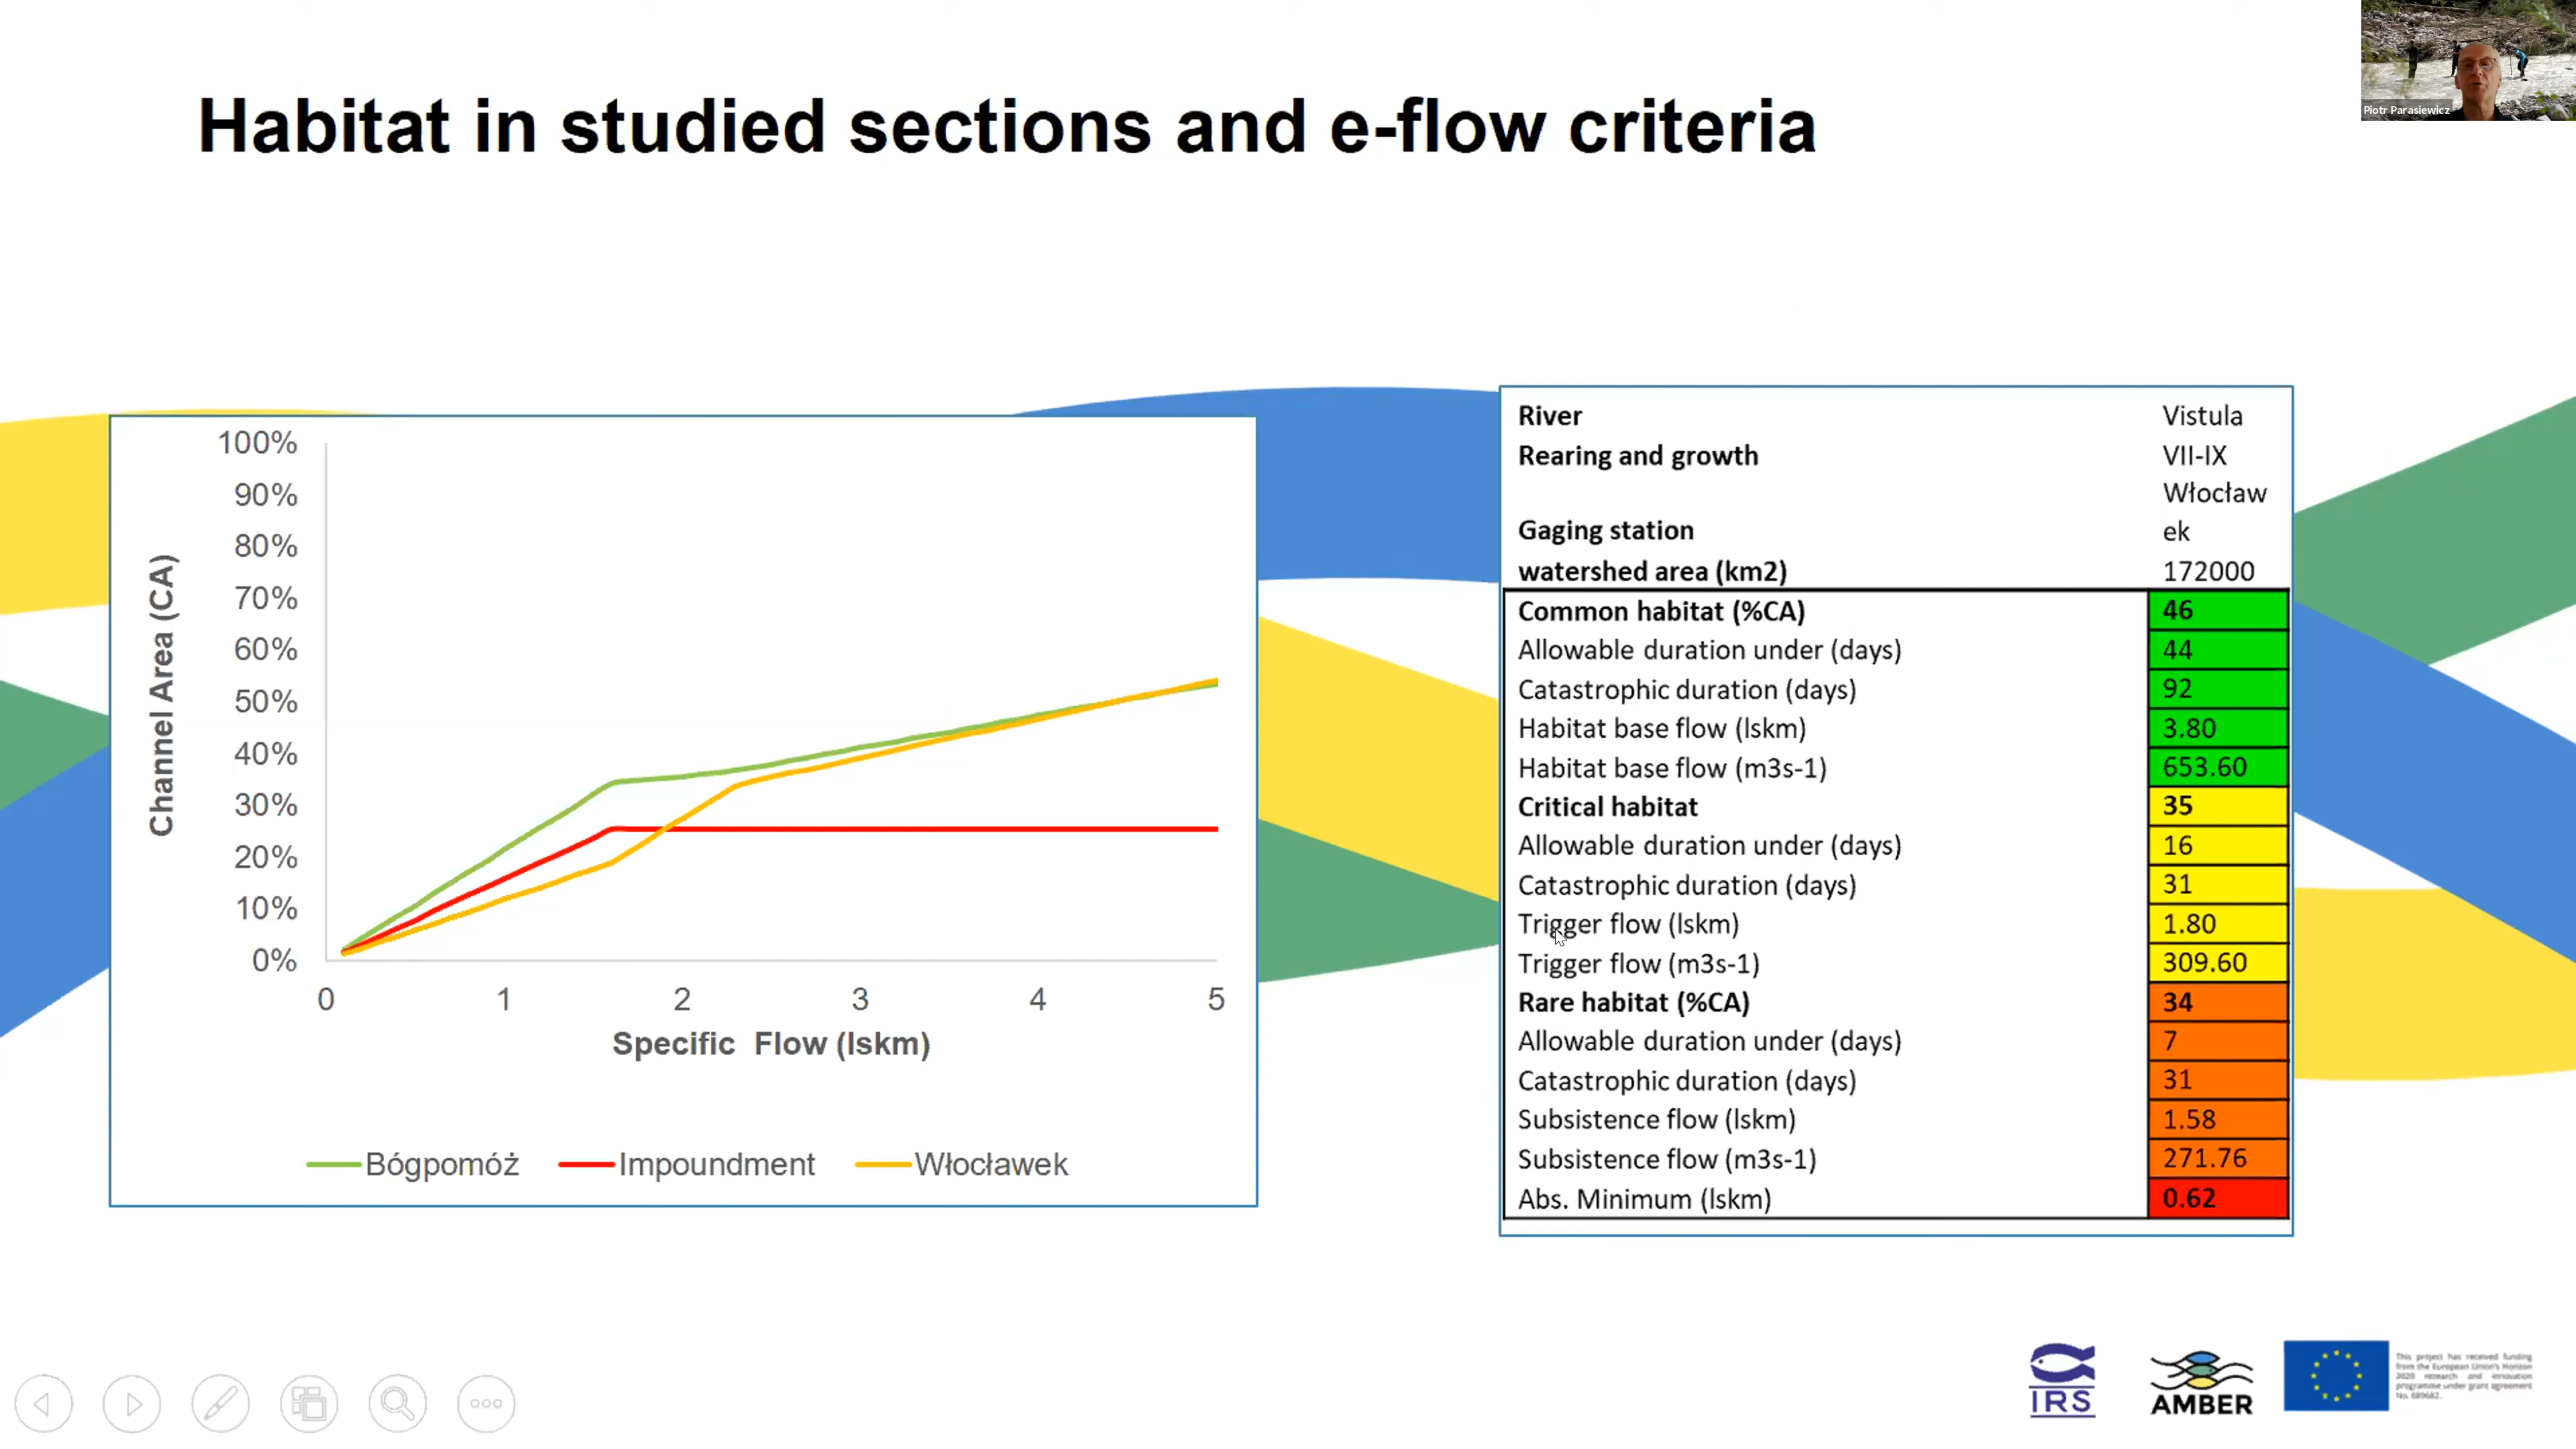 Piotr Parasiewicz
Habitat in studied sections and e-flow criteria
100%
90%
80%
70%
60%
50%
40%
30%
20%
10%
0%
Channel Area (CA)
0 1 2 3 4 5
Specific Flow (lskm)
Bógpomóż Impoundment Włocławek
River Vistula
Rearing and growth VII-IX
Włocław
Gaging station ek
watershed area (km2) 172000
Common habitat (%CA) 46
Allowable duration under (days) 44
Catastrophic duration (days) 92
Habitat base flow (lskm) 3.80
Habitat base flow (m3s-1) 653.60
Critical habitat 35
Allowable duration under (days) 16
Catastrophic duration (days) 31
Trigger flow (lskm) 1.80
Trigger flow (m3s-1) 309.60
Rare habitat (%CA) 34
Allowable duration under (days) 7
Catastrophic duration (days) 31
Subsistence flow (lskm) 1.58
Subsistence flow (m3s-1) 271.76
Abs. Minimum (lskm) 0.62
IRS
AMBER
This project has received funding
from the European Union's Horizon
2020 research and innovation
programme under grant agreement
No. 689682.